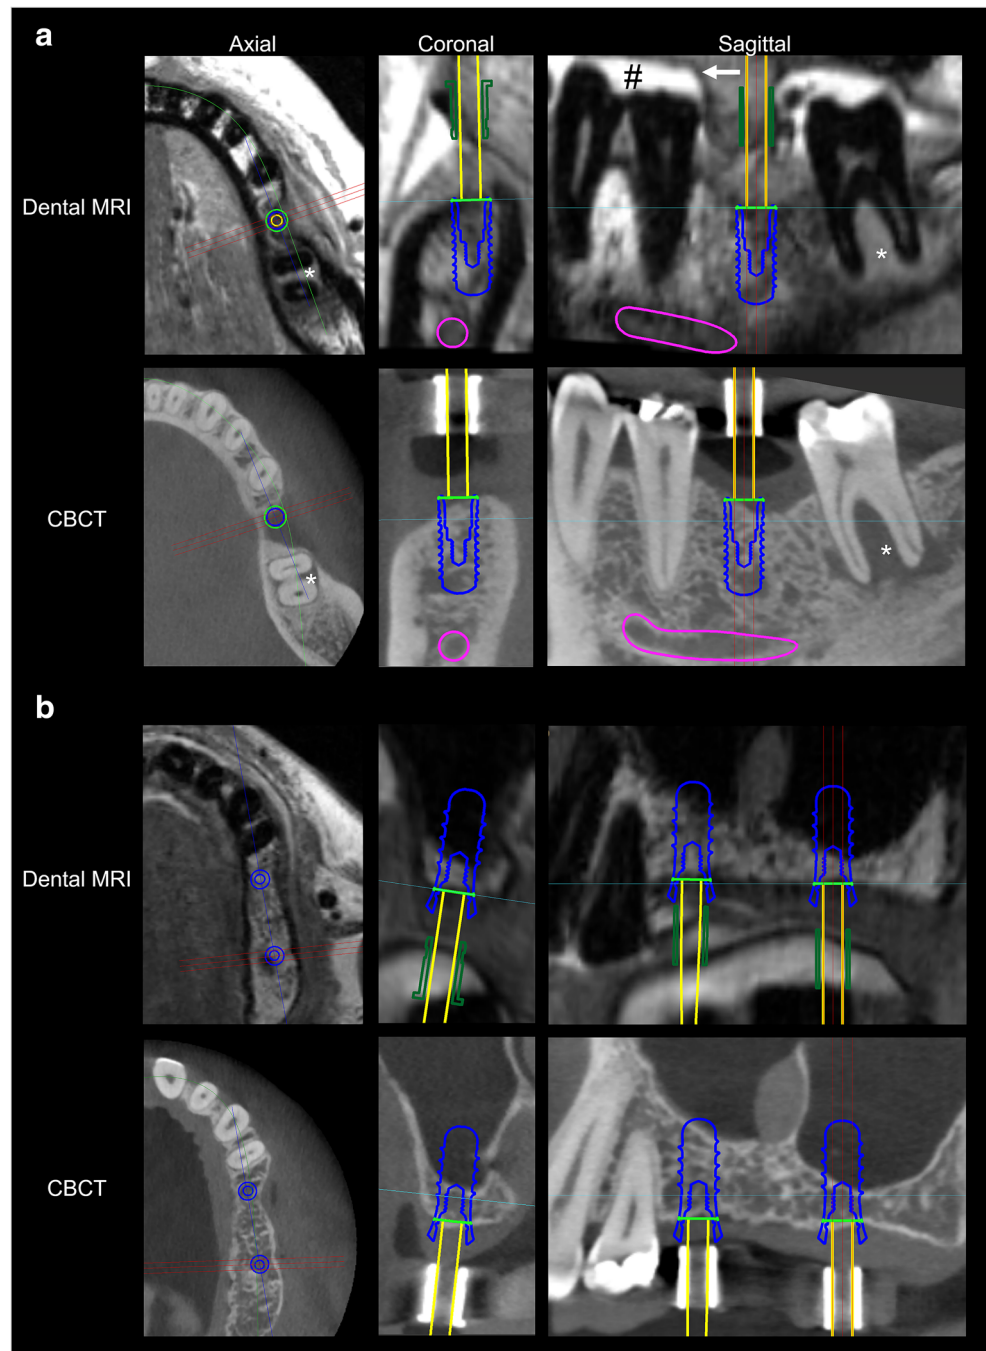 a
Axial
Coronal
Sagittal
#
Dental MRI
*
*
CBCT
*
*
b
Dental MRI
CBCT